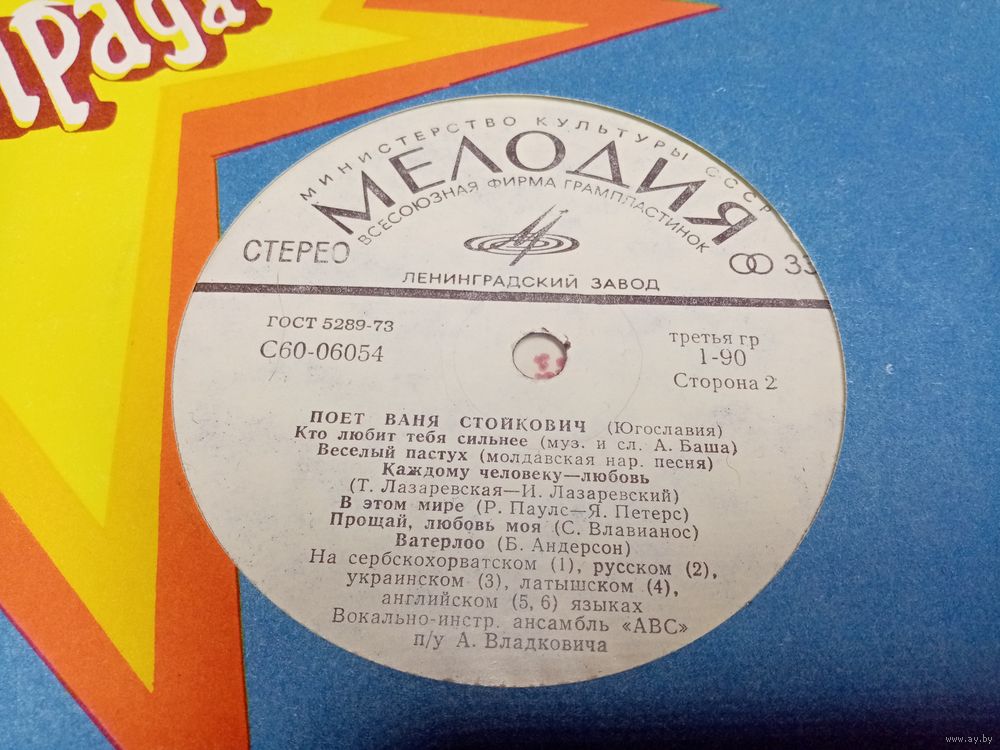 МИНИСТЕРСТВО КУЛЬТУРЫ СССР
МЕЛОДИЯ
ВСЕСОЮЗНАЯ ФИРМА ГРАМПЛАСТИНОК
СТЕРЕО
33
ЛЕНИНГРАДСКИЙ ЗАВОД
ГОСТ 5289-73
С60-06054
третья гр
1-90
Сторона 2
ПОЕТ ВАНЯ СТОЙКОВИЧ (Югославия)
Кто любит тебя сильнее (муз. и сл. А. Баша)
Веселый пастух (молдавская нар. песня)
Каждому человеку—любовь
(Т. Лазаревская—И. Лазаревский)
В этом мире (Р. Паулс—Я. Петерс)
Прощай, любовь моя (С. Влавианос)
Ватерлоо (Б. Андерсон)
На сербскохорватском (1), русском (2),
украинском (3), латышском (4),
английском (5, 6) языках
Вокально-инстр. ансамбль «АВС»
п/у А. Владковича
www.ay.by